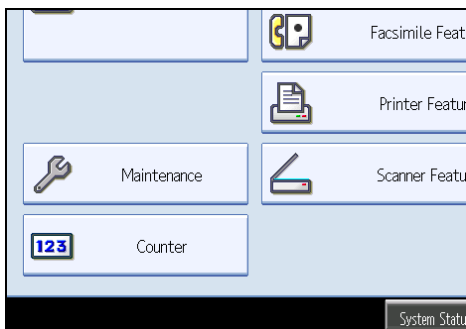 Facsimile Feat
Printer Featur
Maintenance
Scanner Featu
123
Counter
System Statu